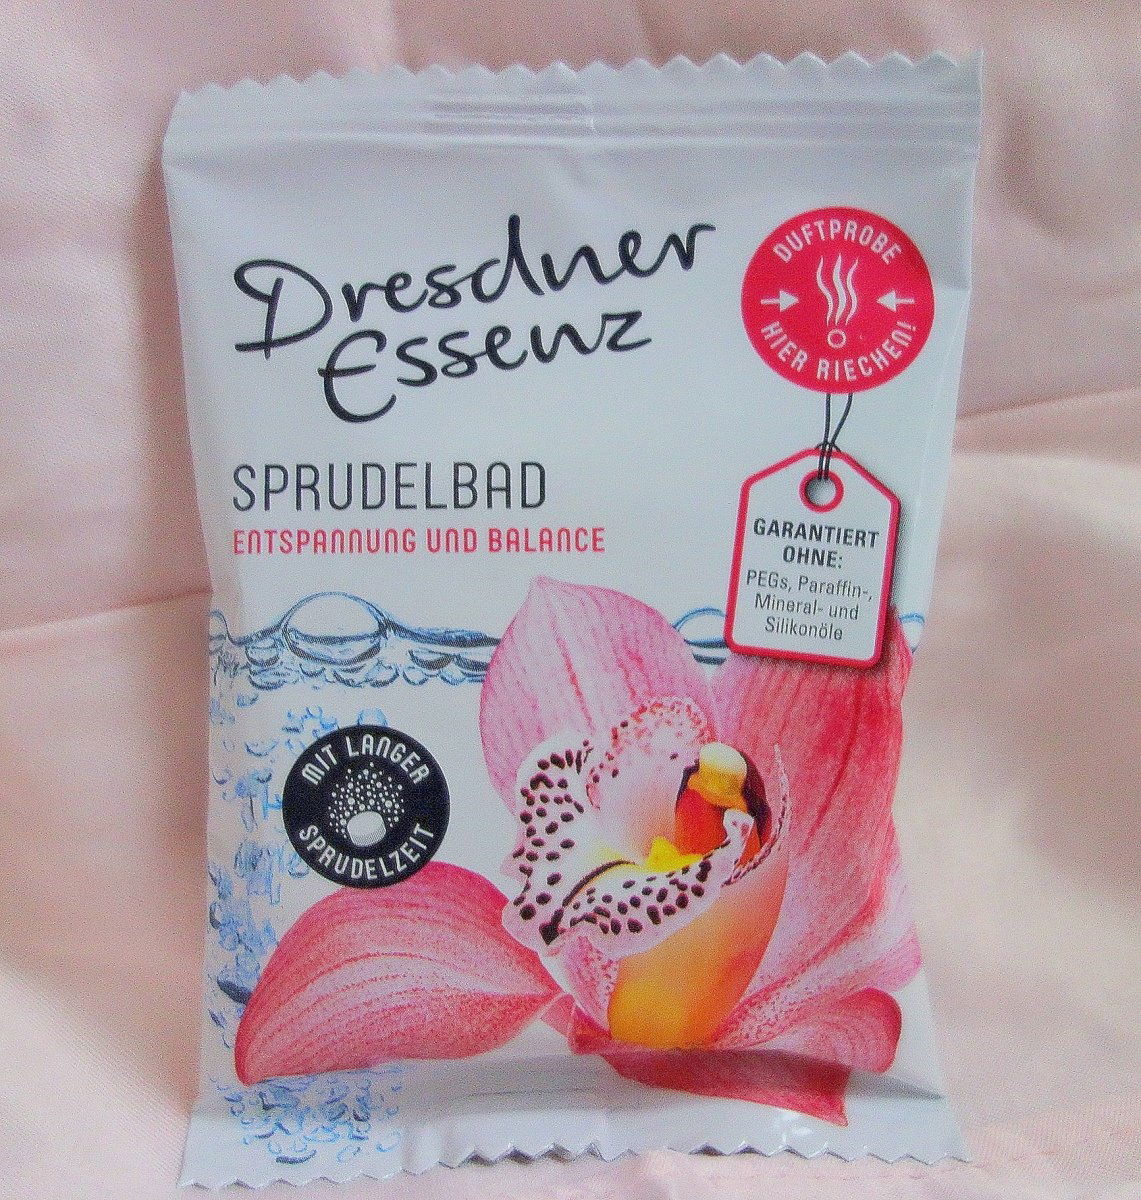 Dresdner
Essenz
DUFTPROBE
HIER RIECHEN!
SPRUDELBAD
ENTSPANNUNG UND BALANCE
GARANTIERT
OHNE:
PEGs, Paraffin-,
Mineral- und
Silikonöle
MIT LANGER
SPRUDELZEIT